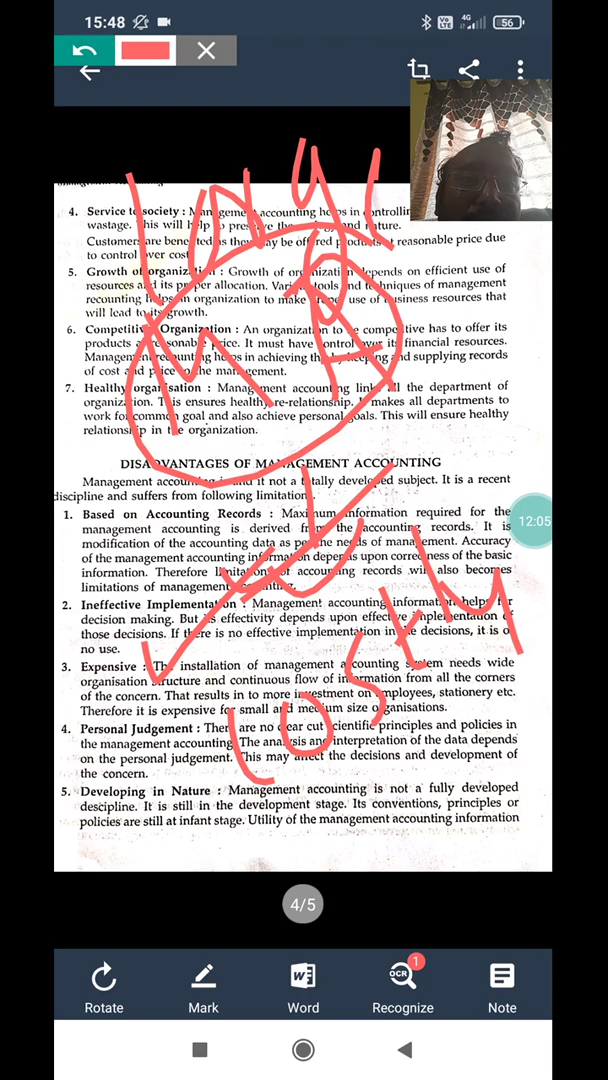 15:48 4G 56
4. Service to society : Management accounting helps in controlling
wastage. This will help to preserve the and nature.
Customers are benefited as they may be offered products at reasonable price due
to control over cost
5. Growth of organization : Growth of organization depends on efficient use of
resources and its proper allocation. Various tools and techniques of management
recounting helps an organization to make proper use of business resources that
will lead to its growth.
6. Competitive Organization : An organization to be competitive has to offer its
products at resonable price. It must have control over its financial resources.
Management recounting helps in achieving this by keeping and supplying records
of cost and price to the management.
7. Healthy organisation : Management accounting links all the department of
organization. This ensures healthy re-relationship. It makes all departments to
work for common goal and also achieve personal goals. This will ensure healthy
relationship in the organization.
DISADVANTAGES OF MANAGEMENT ACCOUNTING
Management accounting is and it not a totally developed subject. It is a recent
discipline and suffers from following limitation
1. Based on Accounting Records : Maximum information required for the
management accounting is derived from the accounting records. It is
modification of the accounting data as per the needs of management. Accuracy
of the management accounting information depends upon correctness of the basic
information. Therefore limitations of accounting records will also becomes
limitations of management accounting.
2. Ineffective Implementation : Management accounting information helps for
decision making. But its effectivity depends upon effective implementation of
those decisions. If there is no effective implementation in the decisions, it is o
no use.
3. Expensive : The installation of management accounting system needs wide
organisation structure and continuous flow of information from all the corners
of the concern. That results in to more investment on employees, stationery etc.
Therefore it is expensive for small and medium size organisations.
4. Personal Judgement : There are no clear cut scientific principles and policies in
the management accounting. The analysis and interpretation of the data depends
on the personal judgement. This may affect the decisions and development of
the concern.
5. Developing in Nature : Management accounting is not a fully developed
descipline. It is still in the development stage. Its conventions, principles or
policies are still at infant stage. Utility of the management accounting information
MA
costly
12:05
4/5
W OCR 1
Rotate Mark Word Recognize Note